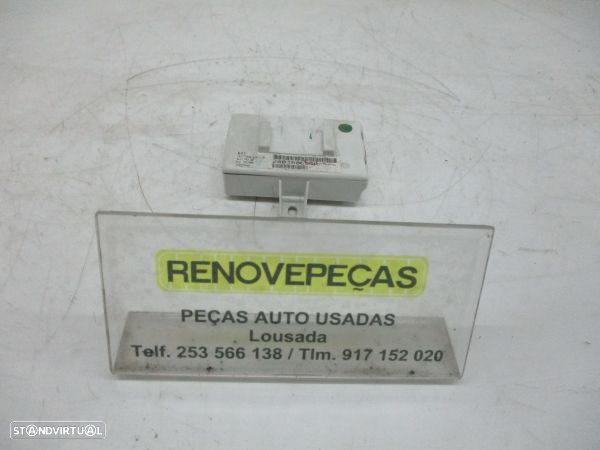 RENOVEPEÇAS
PEÇAS AUTO USADAS
Lousada
Telf. 253 566 138 / Tlm. 917 152 020
STANDVIRTUAL